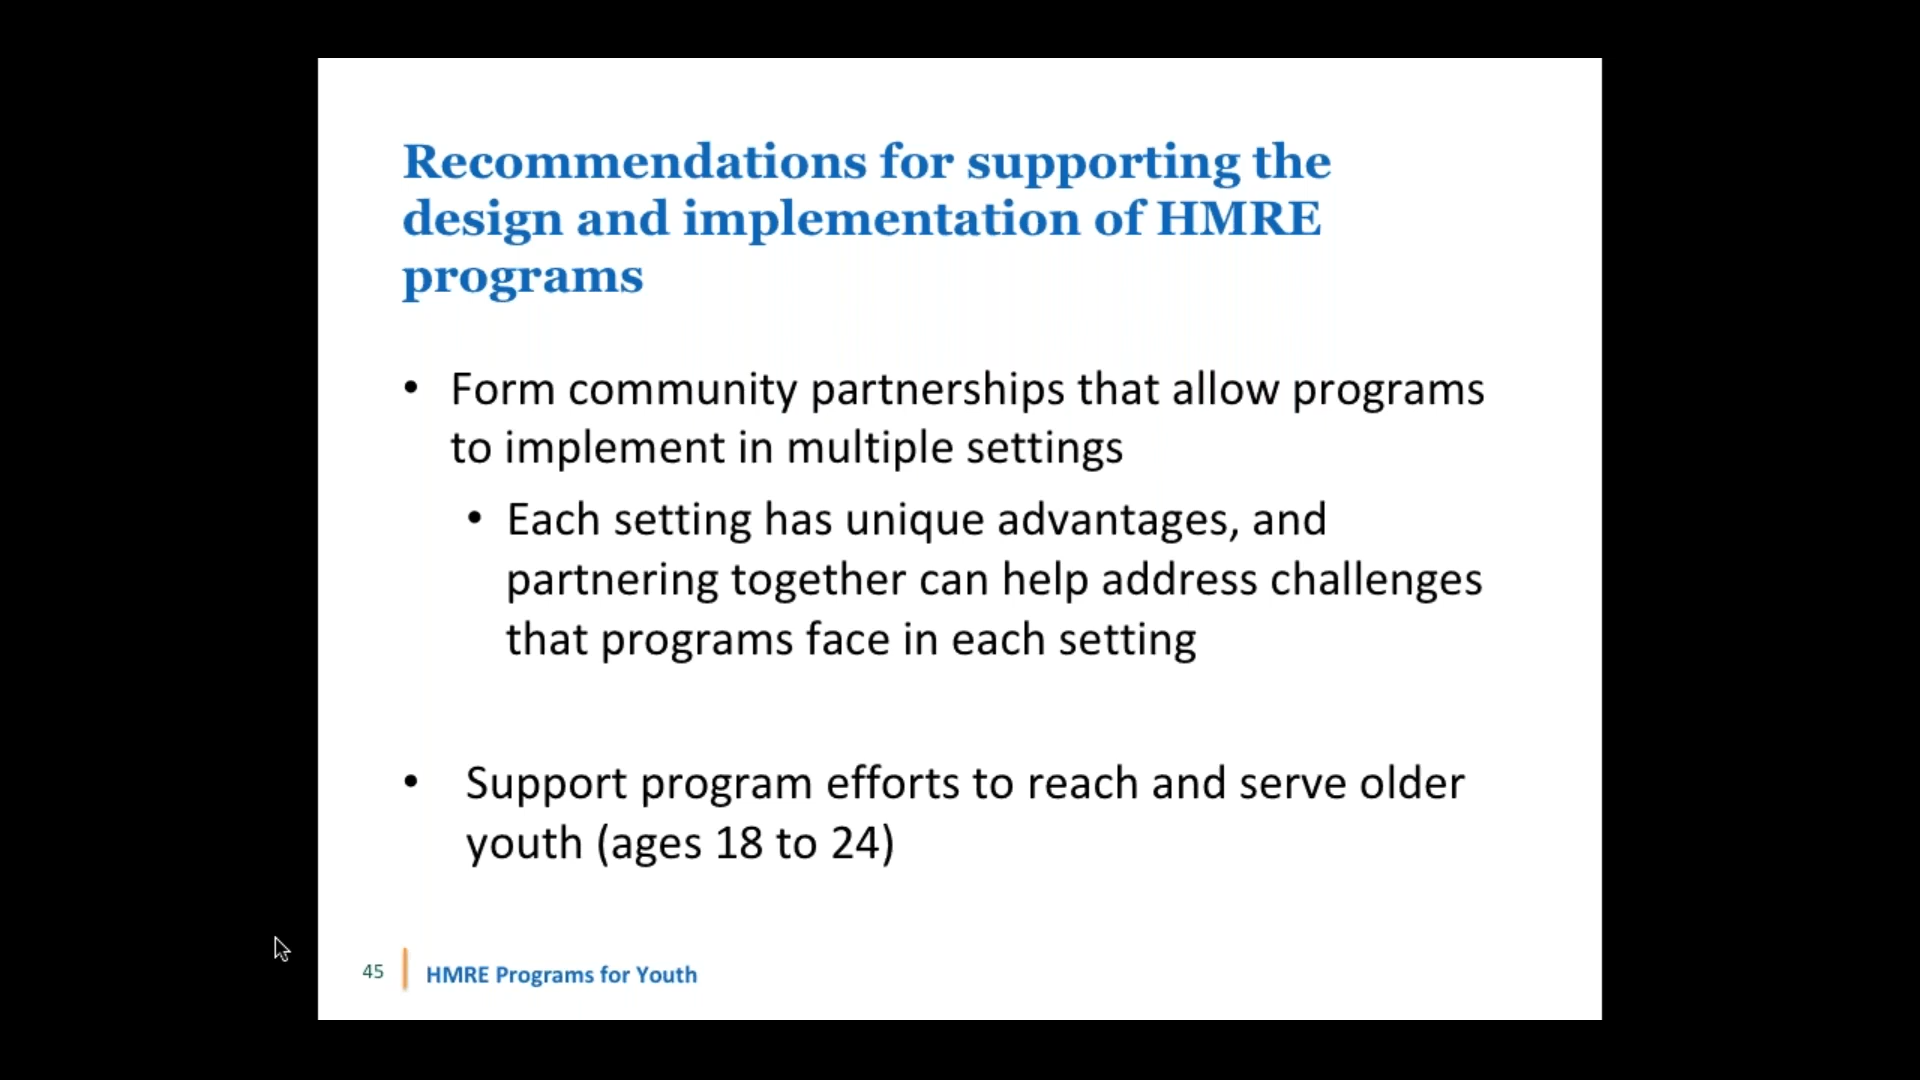 Recommendations for supporting the
design and implementation of HMRE
programs
• Form community partnerships that allow programs
to implement in multiple settings
• Each setting has unique advantages, and
partnering together can help address challenges
that programs face in each setting
• Support program efforts to reach and serve older
youth (ages 18 to 24)
45 HMRE Programs for Youth